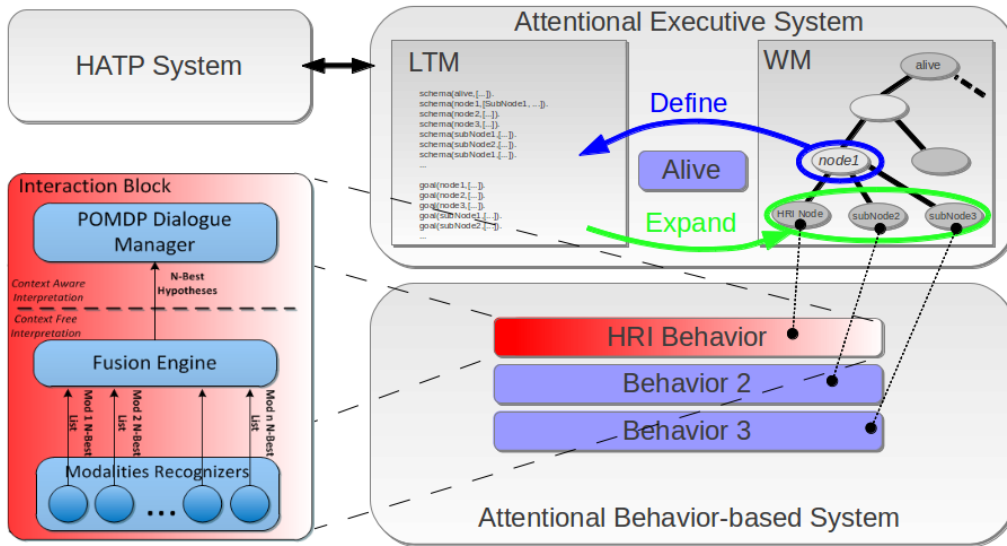 HATP System
Attentional Executive System
LTM
schema(alive,[...]).
schema(node1,[SubNode1, ...]).
schema(node2,[...]).
schema(node3,[...]).
schema(subNode1,[...]).
schema(subNode2,[...]).
schema(subNode1,[...]).
...
goal(node1,[...]).
goal(node2,[...]).
goal(node3,[...]).
goal(subNode1,[...]).
goal(subNode2,[...]).
...
Define
Alive
Expand
WM
alive
node1
HRI Node
subNode2
subNode3
Interaction Block
POMDP Dialogue
Manager
N-Best
Hypotheses
Context Aware
Interpretation
Context Free
Interpretation
Fusion Engine
Mod 1 N-Best
List
Mod 2 N-Best
List
Mod n N-Best
List
Modalities Recognizers
...
HRI Behavior
Behavior 2
Behavior 3
Attentional Behavior-based System